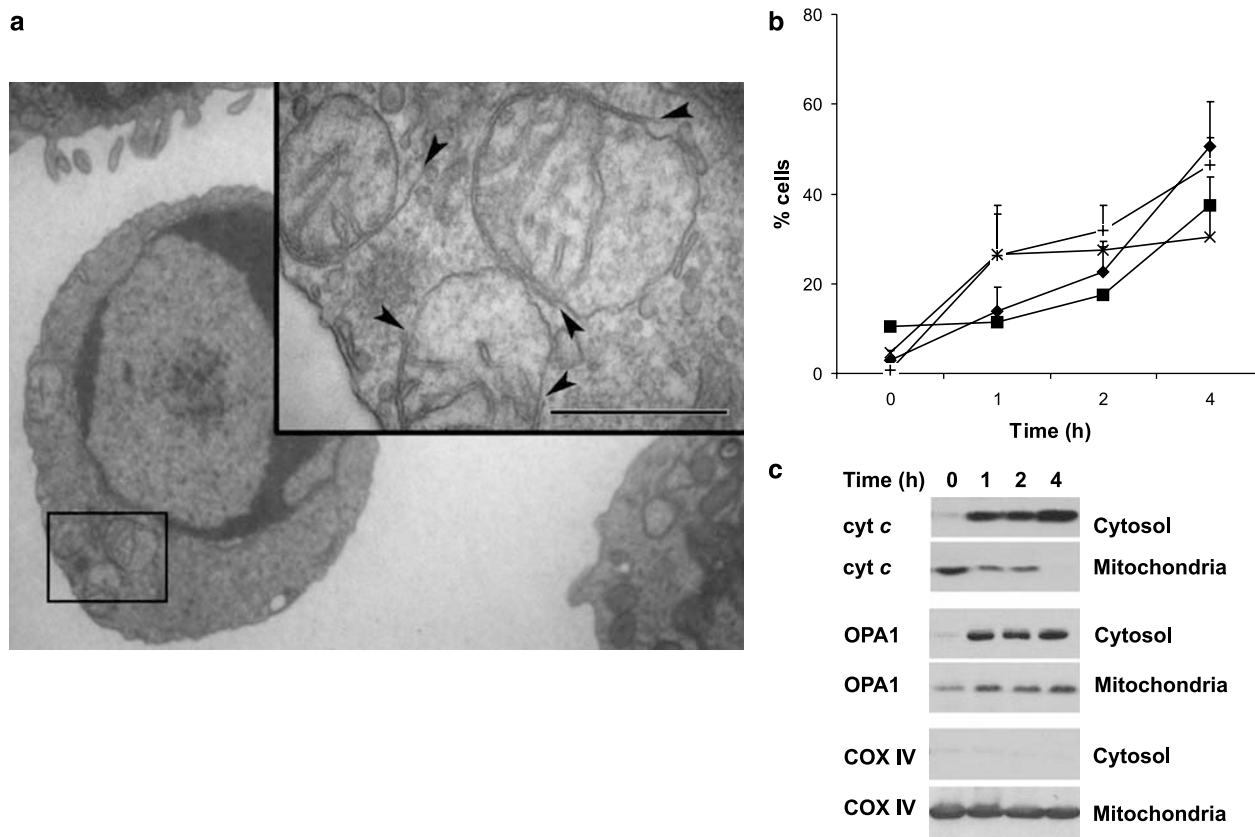 a
b
80
60
40
20
0
% cells
0 1 2 4
Time (h)
c
Time (h) 0 1 2 4
cyt c Cytosol
cyt c Mitochondria
OPA1 Cytosol
OPA1 Mitochondria
COX IV Cytosol
COX IV Mitochondria